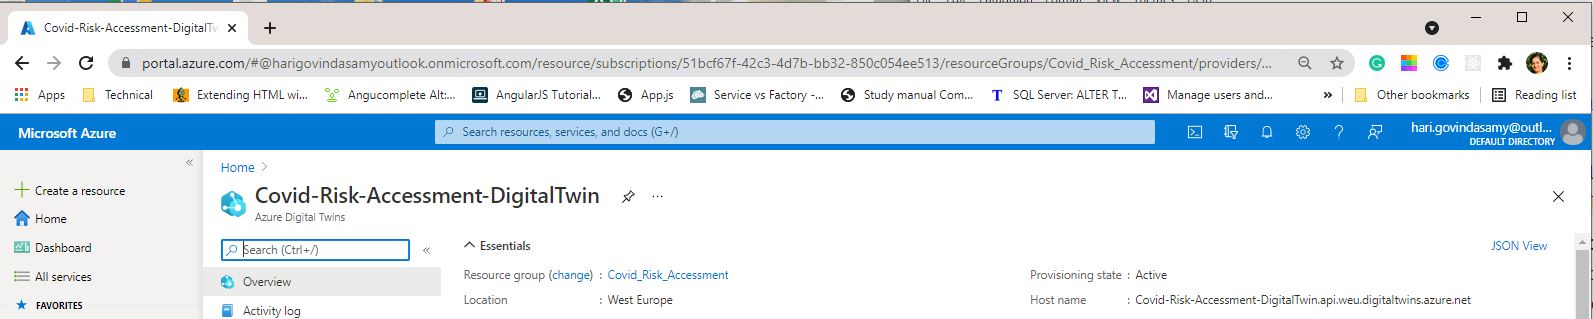 Covid-Risk-Assessment-DigitalTw
portal.azure.com/#@harigovindasamyoutlook.onmicrosoft.com/resource/subscriptions/51bcf67f-42c3-4d7b-bb32-850c054ee513/resourceGroups/Covid_Risk_Assessment/providers/...
Apps Technical Extending HTML wi... Angucomplete Alt:... AngularJS Tutorial... App.js Service vs Factory -... Study manual Com... T SQL Server: ALTER T... Manage users and... » Other bookmarks Reading list
Microsoft Azure Search resources, services, and docs (G+/) hari.govindasamy@outl...
DEFAULT DIRECTORY
Create a resource
Home
Dashboard
All services
FAVORITES
Home >
Covid-Risk-Assessment-DigitalTwin ...
Azure Digital Twins
Search (Ctrl+/) «
Overview
Activity log
Essentials JSON View
Resource group (change) : Covid_Risk_Assessment
Location : West Europe
Provisioning state : Active
Host name : Covid-Risk-Assessment-DigitalTwin.api.weu.digitaltwins.azure.net